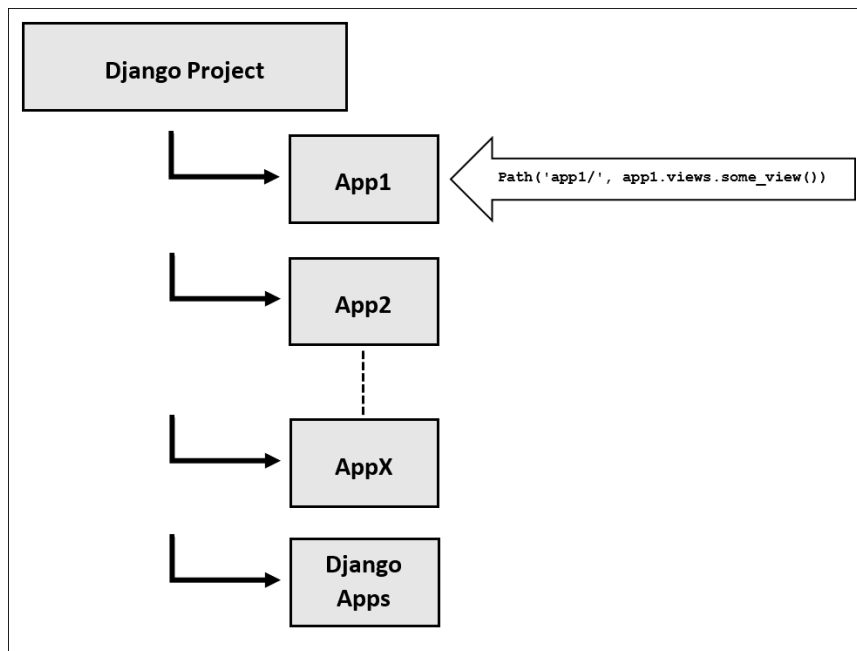 Django Project
App1
Path('app1/', app1.views.some_view())
App2
AppX
Django
Apps